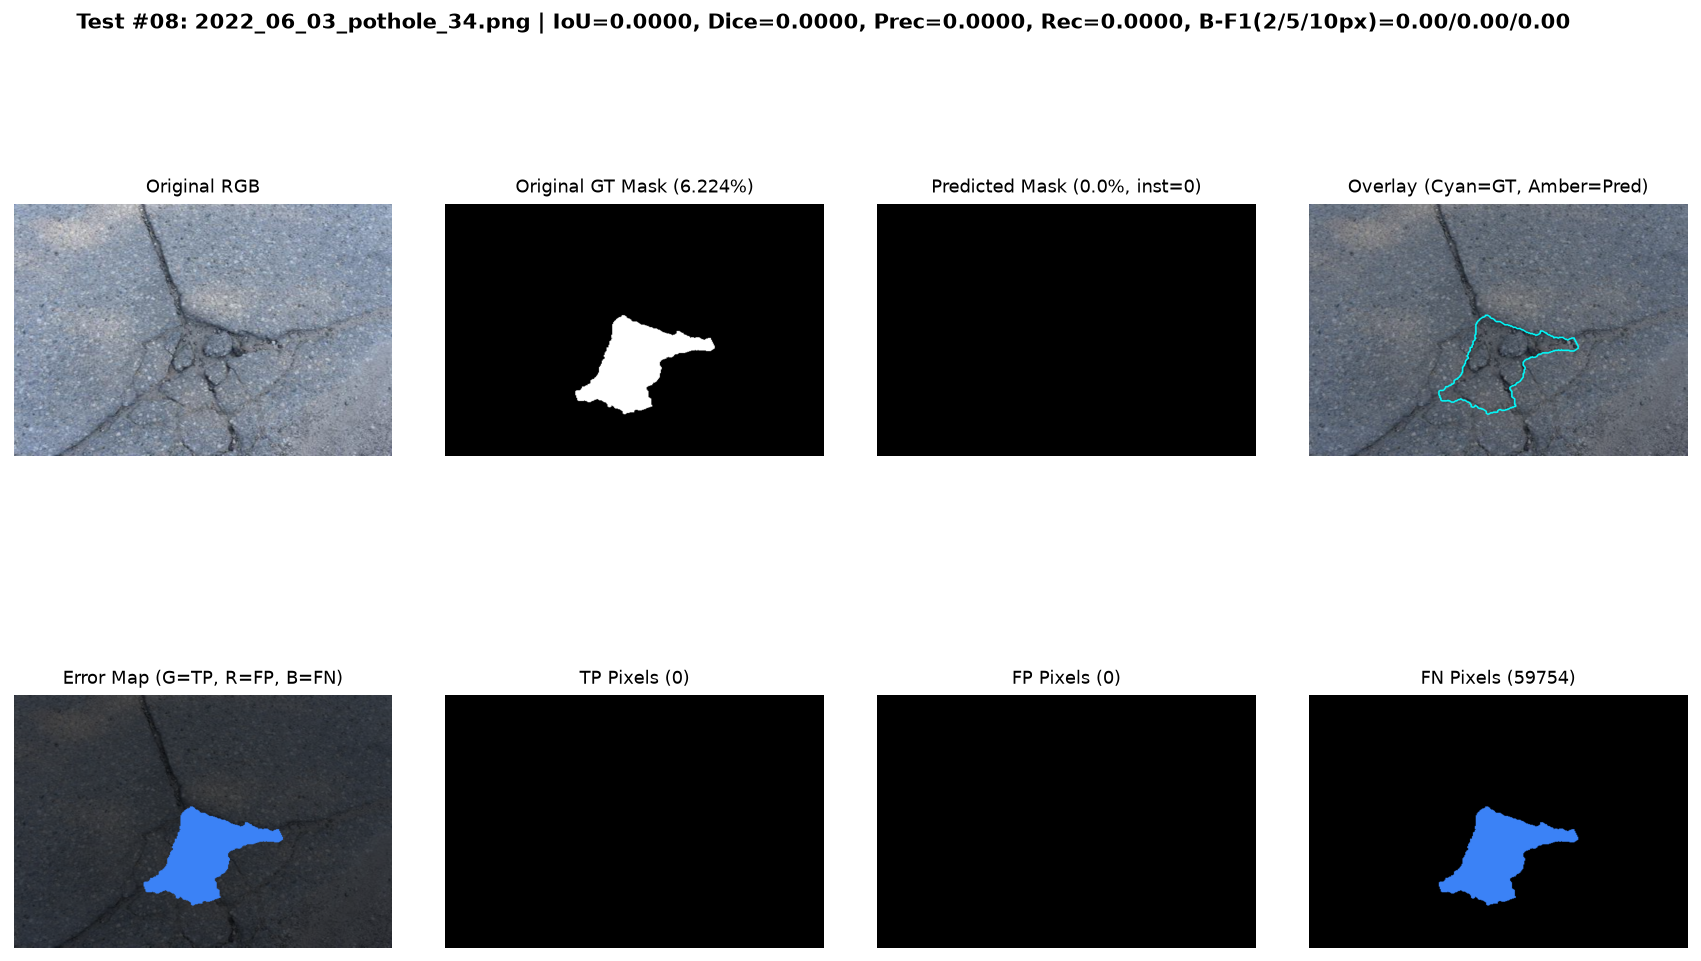 Test #08: 2022_06_03_pothole_34.png | IoU=0.0000, Dice=0.0000, Prec=0.0000, Rec=0.0000, B-F1(2/5/10px)=0.00/0.00/0.00
Original RGB
Original GT Mask (6.224%)
Predicted Mask (0.0%, inst=0)
Overlay (Cyan=GT, Amber=Pred)
Error Map (G=TP, R=FP, B=FN)
TP Pixels (0)
FP Pixels (0)
FN Pixels (59754)